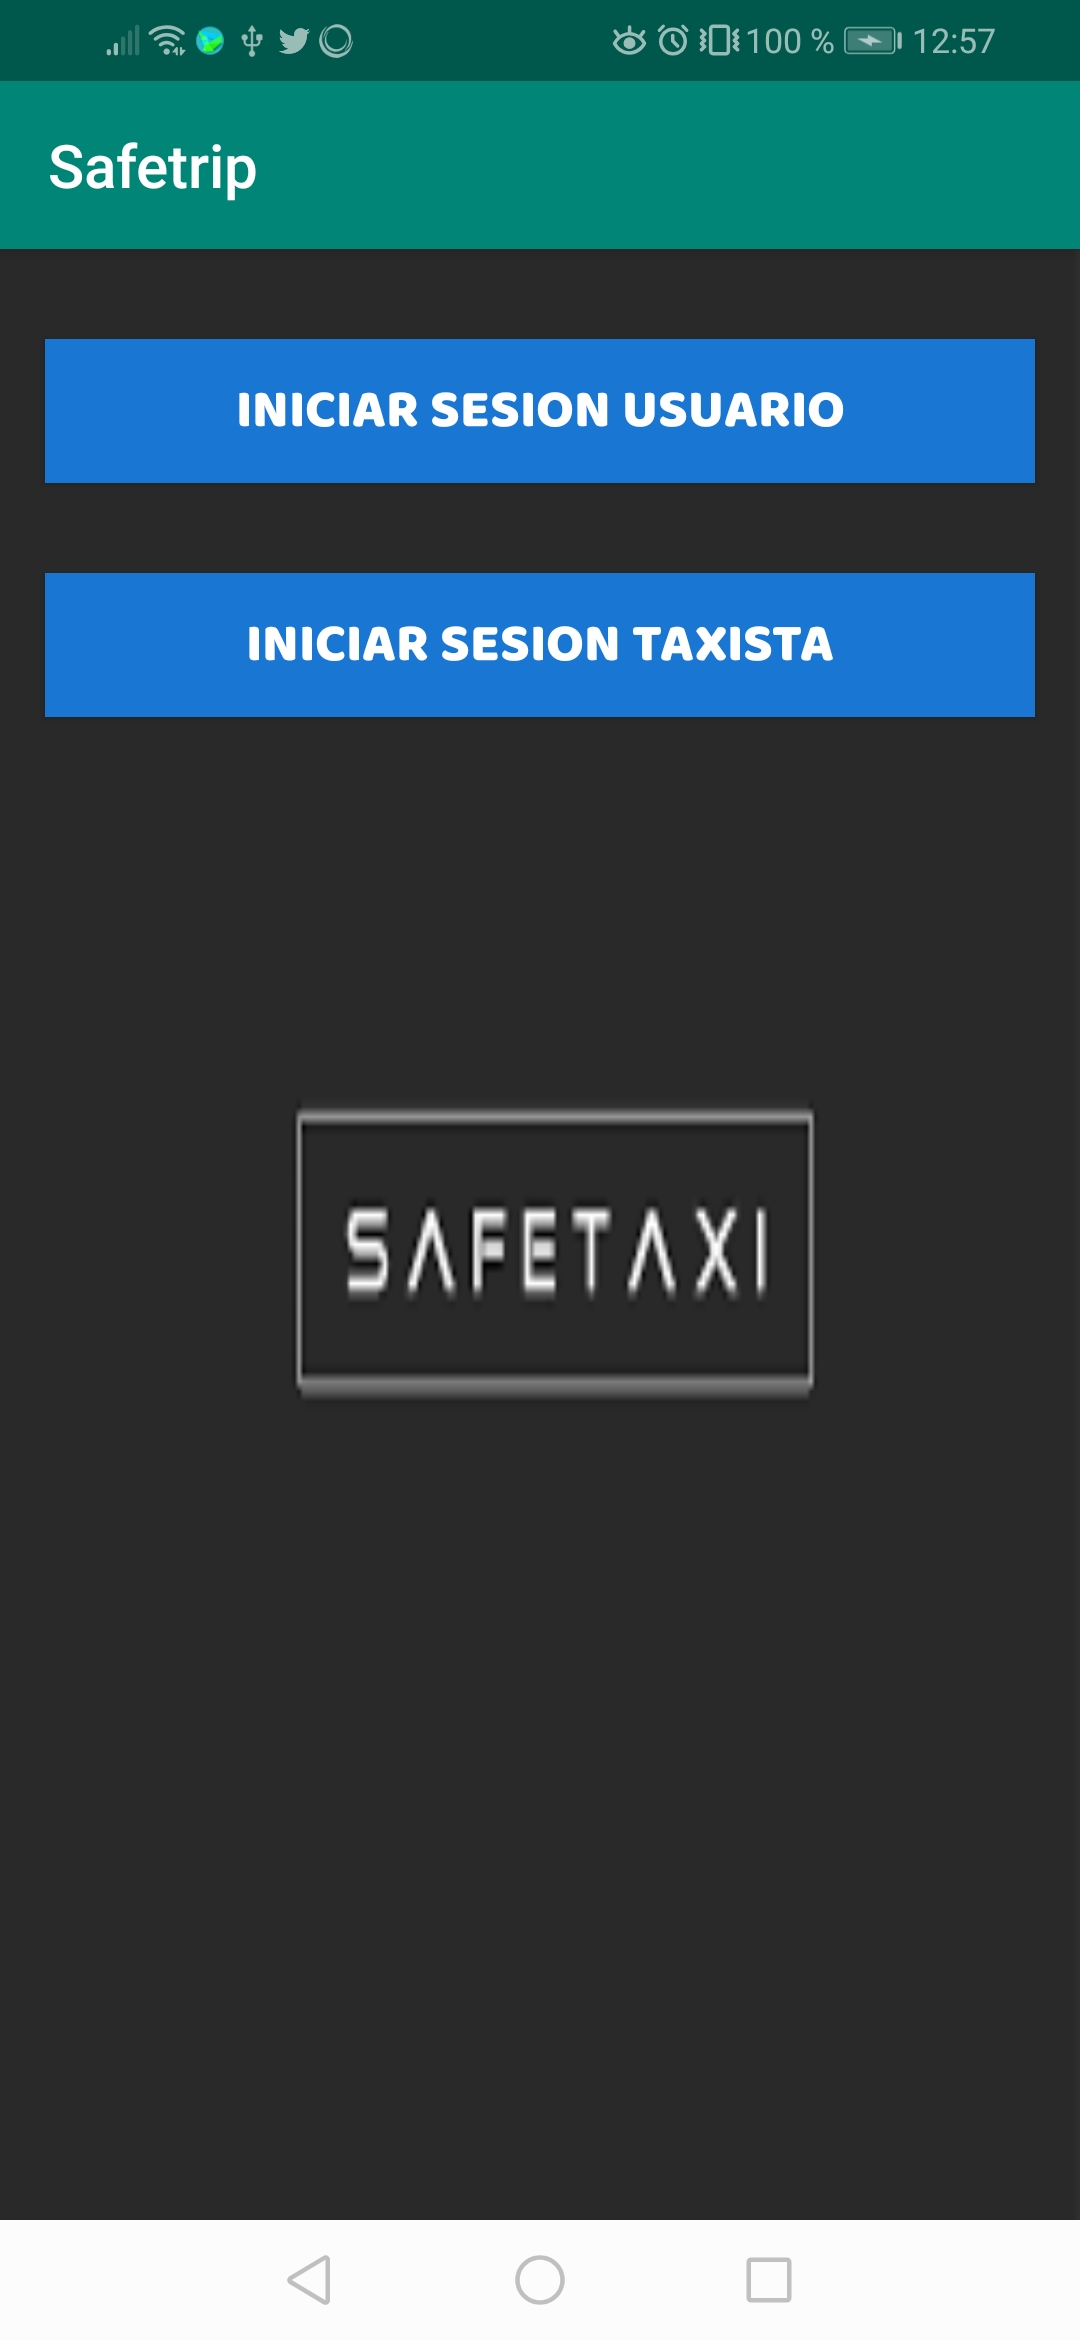 100 % 12:57
Safetrip
INICIAR SESION USUARIO
INICIAR SESION TAXISTA
SAFETAXI